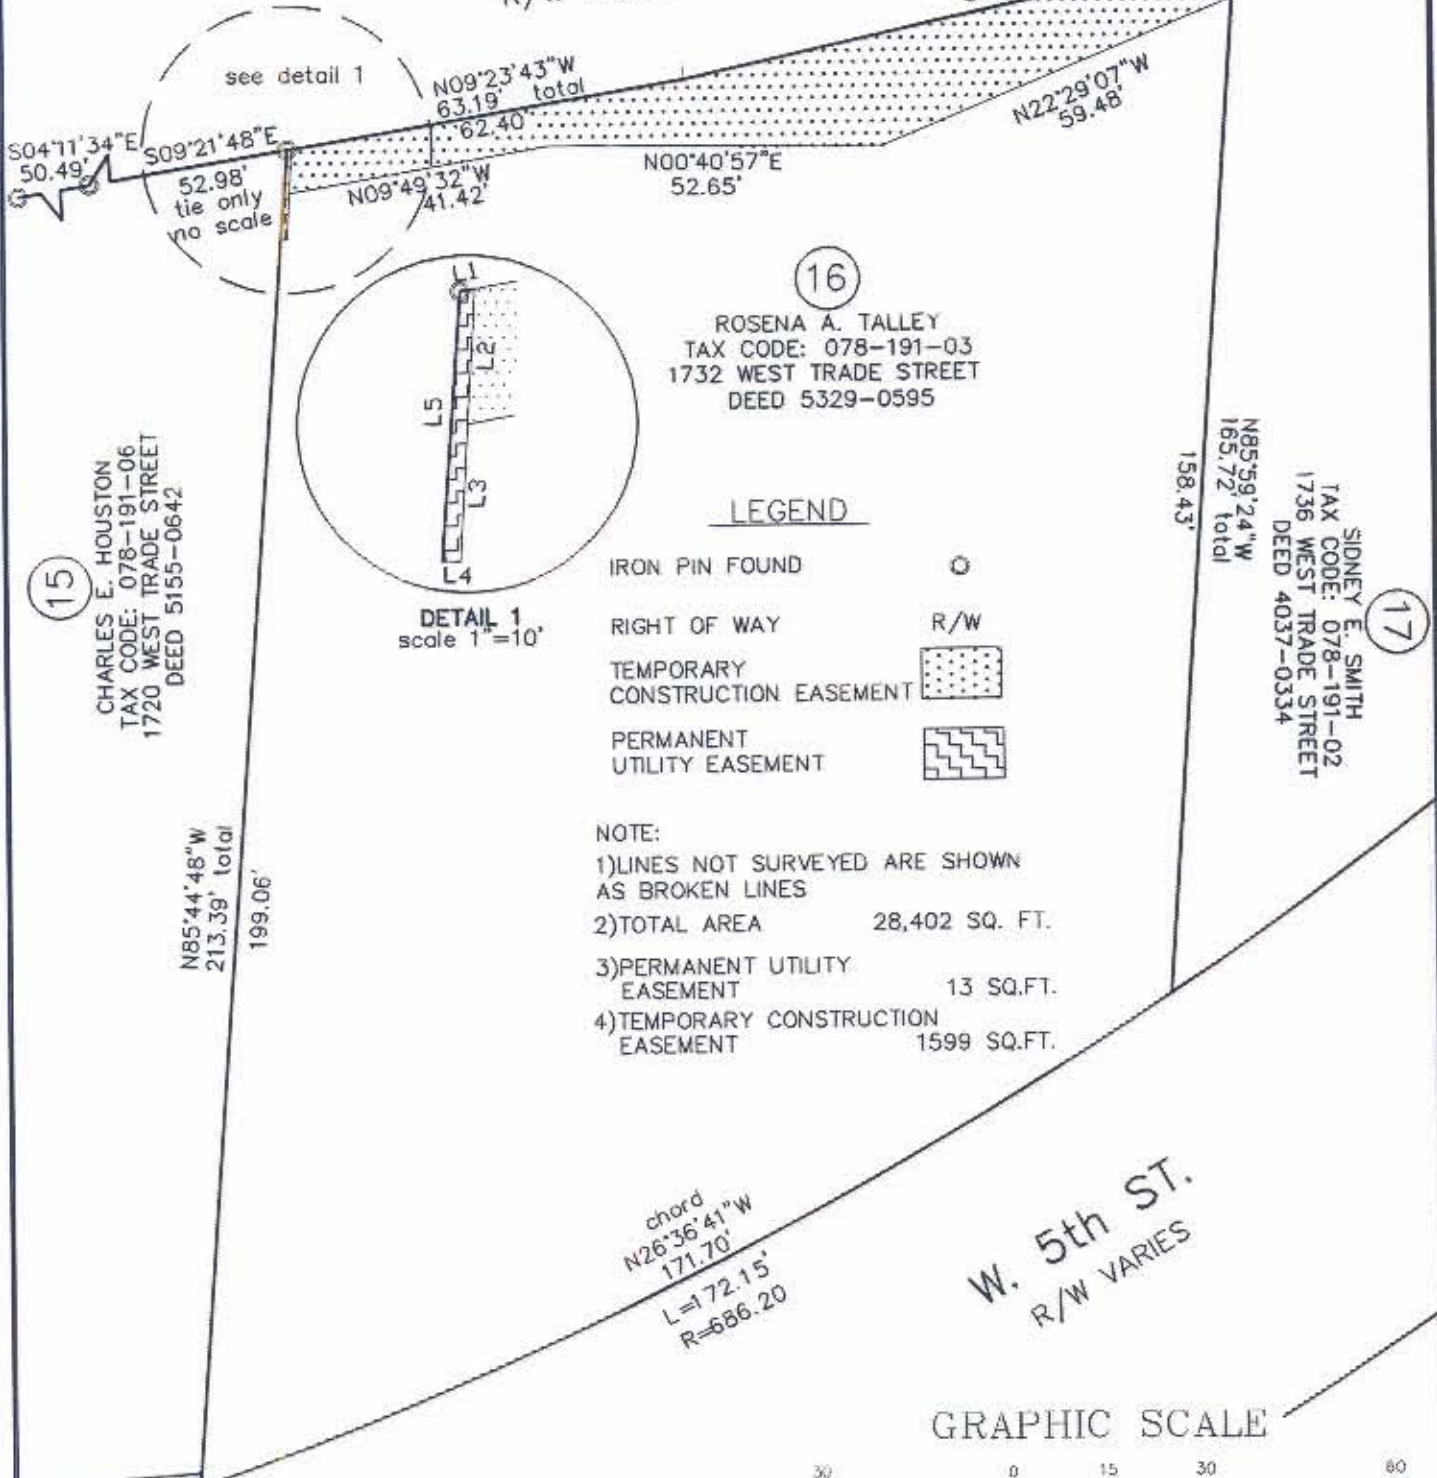 see detail 1
N09°23'43"W
63.19' total
62.40'
S04°11'34"E
50.49'
S09°21'48"E
52.98'
tie only
no scale
N09°49'32"W
41.42'
N00°40'57"E
52.65'
N22°29'07"W
59.48'
L1
L2
L5
L3
L4
DETAIL 1
scale 1"=10'
16
ROSENA A. TALLEY
TAX CODE: 078-191-03
1732 WEST TRADE STREET
DEED 5329-0595
15
CHARLES E. HOUSTON
TAX CODE: 078-191-06
1720 WEST TRADE STREET
DEED 5155-0642
17
SIDNEY E. SMITH
TAX CODE: 078-191-02
1736 WEST TRADE STREET
DEED 4037-0334
N85°59'24"W
165.72' total
158.43'
LEGEND
IRON PIN FOUND
RIGHT OF WAY R/W
TEMPORARY
CONSTRUCTION EASEMENT
PERMANENT
UTILITY EASEMENT
NOTE:
1)LINES NOT SURVEYED ARE SHOWN
AS BROKEN LINES
2)TOTAL AREA 28,402 SQ. FT.
3)PERMANENT UTILITY
EASEMENT 13 SQ.FT.
4)TEMPORARY CONSTRUCTION
EASEMENT 1599 SQ.FT.
N85°44'48"W
213.39' total
199.06'
chord
N26°36'41"W
171.70'
L=172.15'
R=686.20
W. 5th ST.
R/W VARIES
GRAPHIC SCALE
30 0 15 30 60